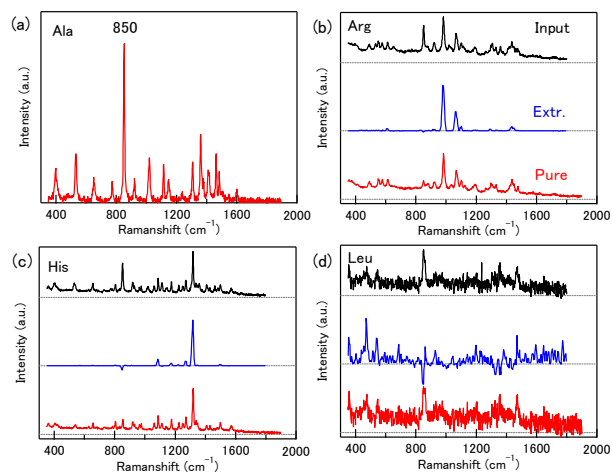 (a)
Ala
850
Intensity (a.u.)
400
800
1200
1600
2000
Ramanshift (cm⁻¹)
(b)
Arg
Input
Extr.
Pure
Intensity (a.u.)
400
800
1200
1600
2000
Ramanshift (cm⁻¹)
(c)
His
Intensity (a.u.)
400
800
1200
1600
2000
Ramanshift (cm⁻¹)
(d)
Leu
Intensity (a.u.)
400
800
1200
1600
2000
Ramanshift (cm⁻¹)